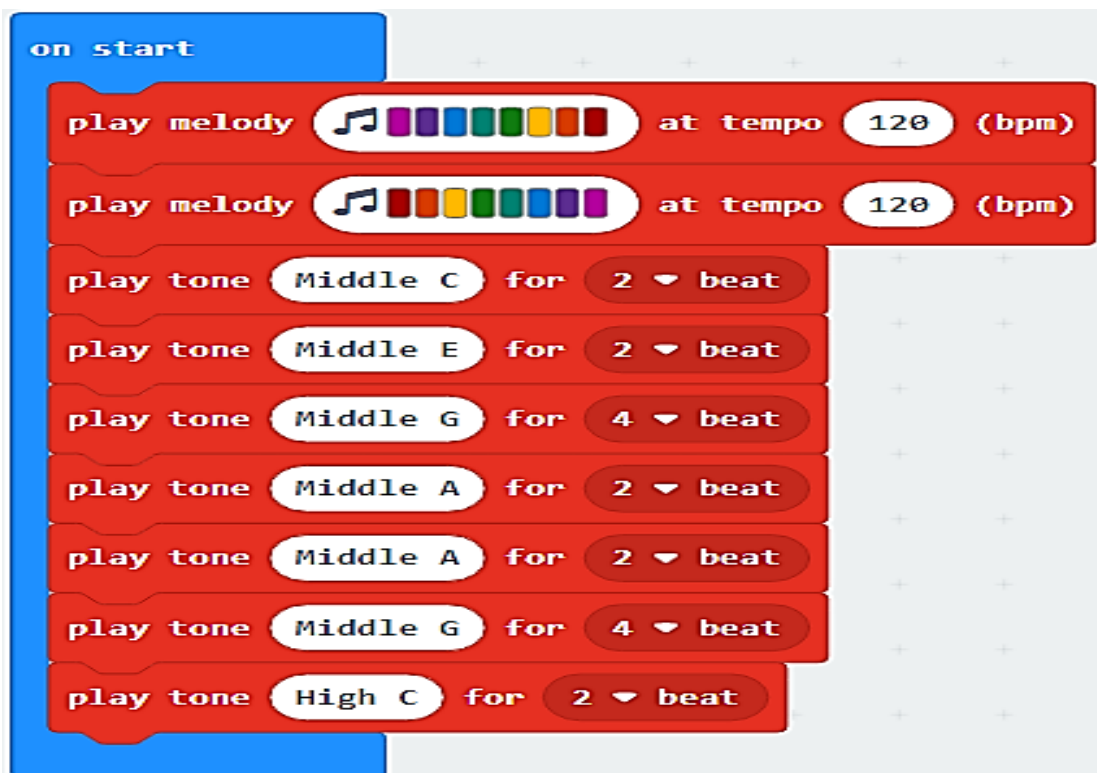 on start
play melody at tempo 120 (bpm)
play melody at tempo 120 (bpm)
play tone Middle C for 2 beat
play tone Middle E for 2 beat
play tone Middle G for 4 beat
play tone Middle A for 2 beat
play tone Middle A for 2 beat
play tone Middle G for 4 beat
play tone High C for 2 beat